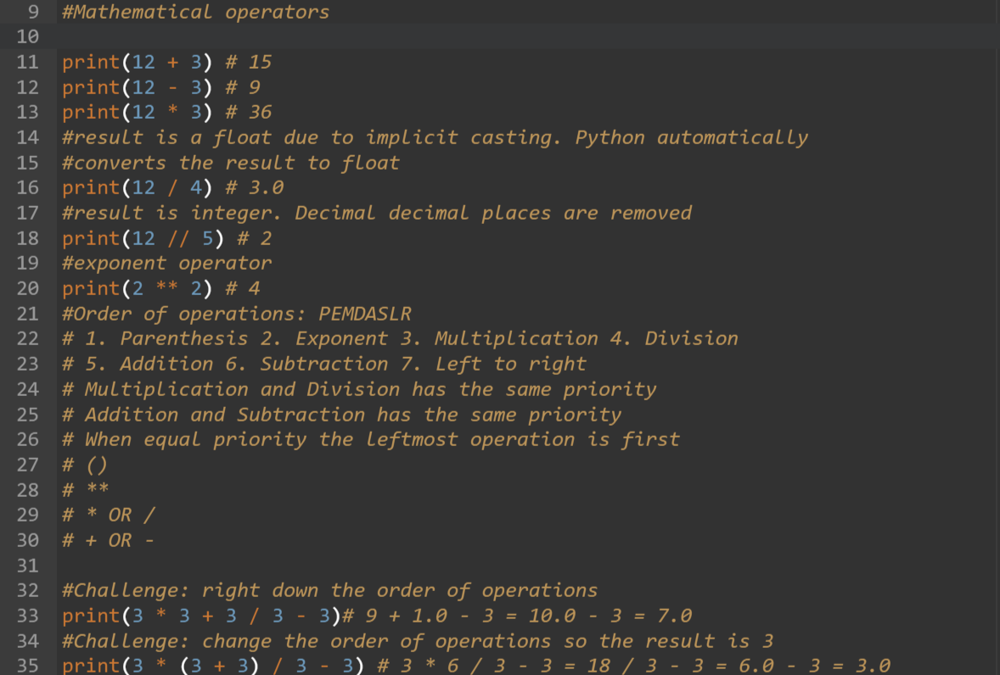 9 #Mathematical operators
10
11 print(12 + 3) # 15
12 print(12 - 3) # 9
13 print(12 * 3) # 36
14 #result is a float due to implicit casting. Python automatically
15 #converts the result to float
16 print(12 / 4) # 3.0
17 #result is integer. Decimal decimal places are removed
18 print(12 // 5) # 2
19 #exponent operator
20 print(2 ** 2) # 4
21 #Order of operations: PEMDASLR
22 # 1. Parenthesis 2. Exponent 3. Multiplication 4. Division
23 # 5. Addition 6. Subtraction 7. Left to right
24 # Multiplication and Division has the same priority
25 # Addition and Subtraction has the same priority
26 # When equal priority the leftmost operation is first
27 # ()
28 # **
29 # * OR /
30 # + OR -
31
32 #Challenge: right down the order of operations
33 print(3 * 3 + 3 / 3 - 3)# 9 + 1.0 - 3 = 10.0 - 3 = 7.0
34 #Challenge: change the order of operations so the result is 3
35 print(3 * (3 + 3) / 3 - 3) # 3 * 6 / 3 - 3 = 18 / 3 - 3 = 6.0 - 3 = 3.0